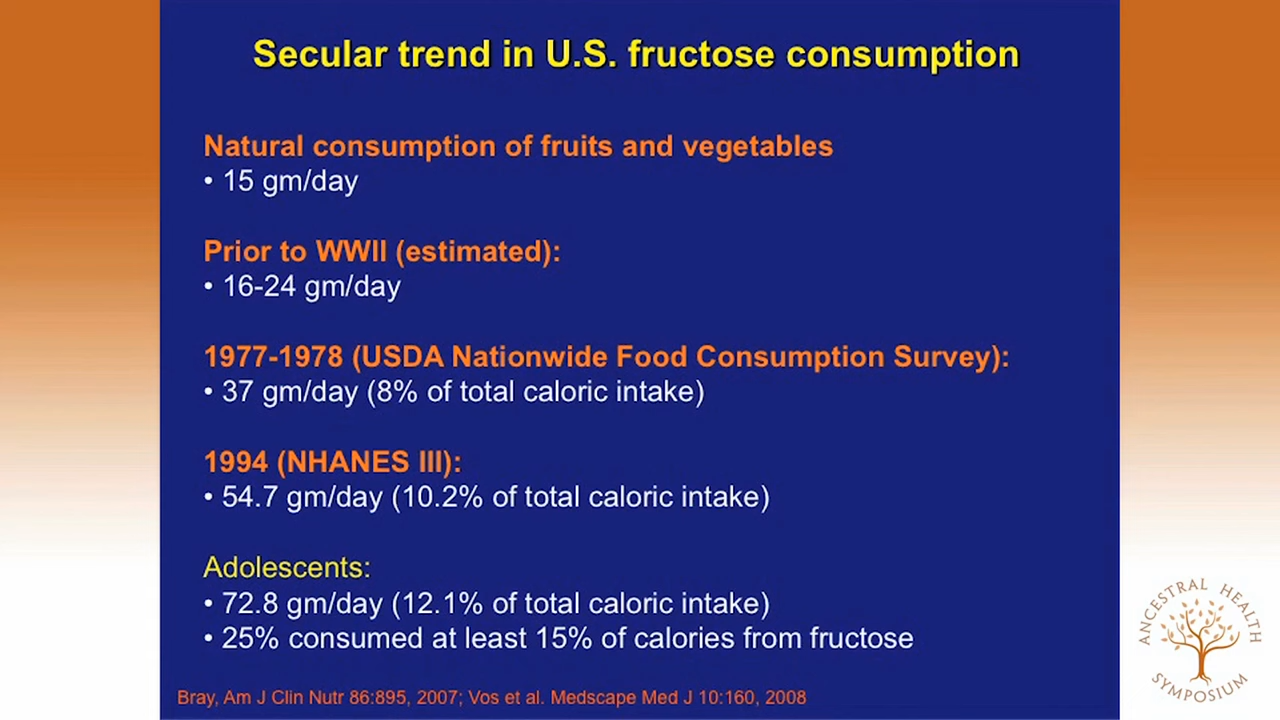 Secular trend in U.S. fructose consumption
Natural consumption of fruits and vegetables
• 15 gm/day
Prior to WWII (estimated):
• 16-24 gm/day
1977-1978 (USDA Nationwide Food Consumption Survey):
• 37 gm/day (8% of total caloric intake)
1994 (NHANES III):
• 54.7 gm/day (10.2% of total caloric intake)
Adolescents:
• 72.8 gm/day (12.1% of total caloric intake)
• 25% consumed at least 15% of calories from fructose
Bray, Am J Clin Nutr 86:895, 2007; Vos et al. Medscape Med J 10:160, 2008
ANCESTRAL HEALTH
SYMPOSIUM